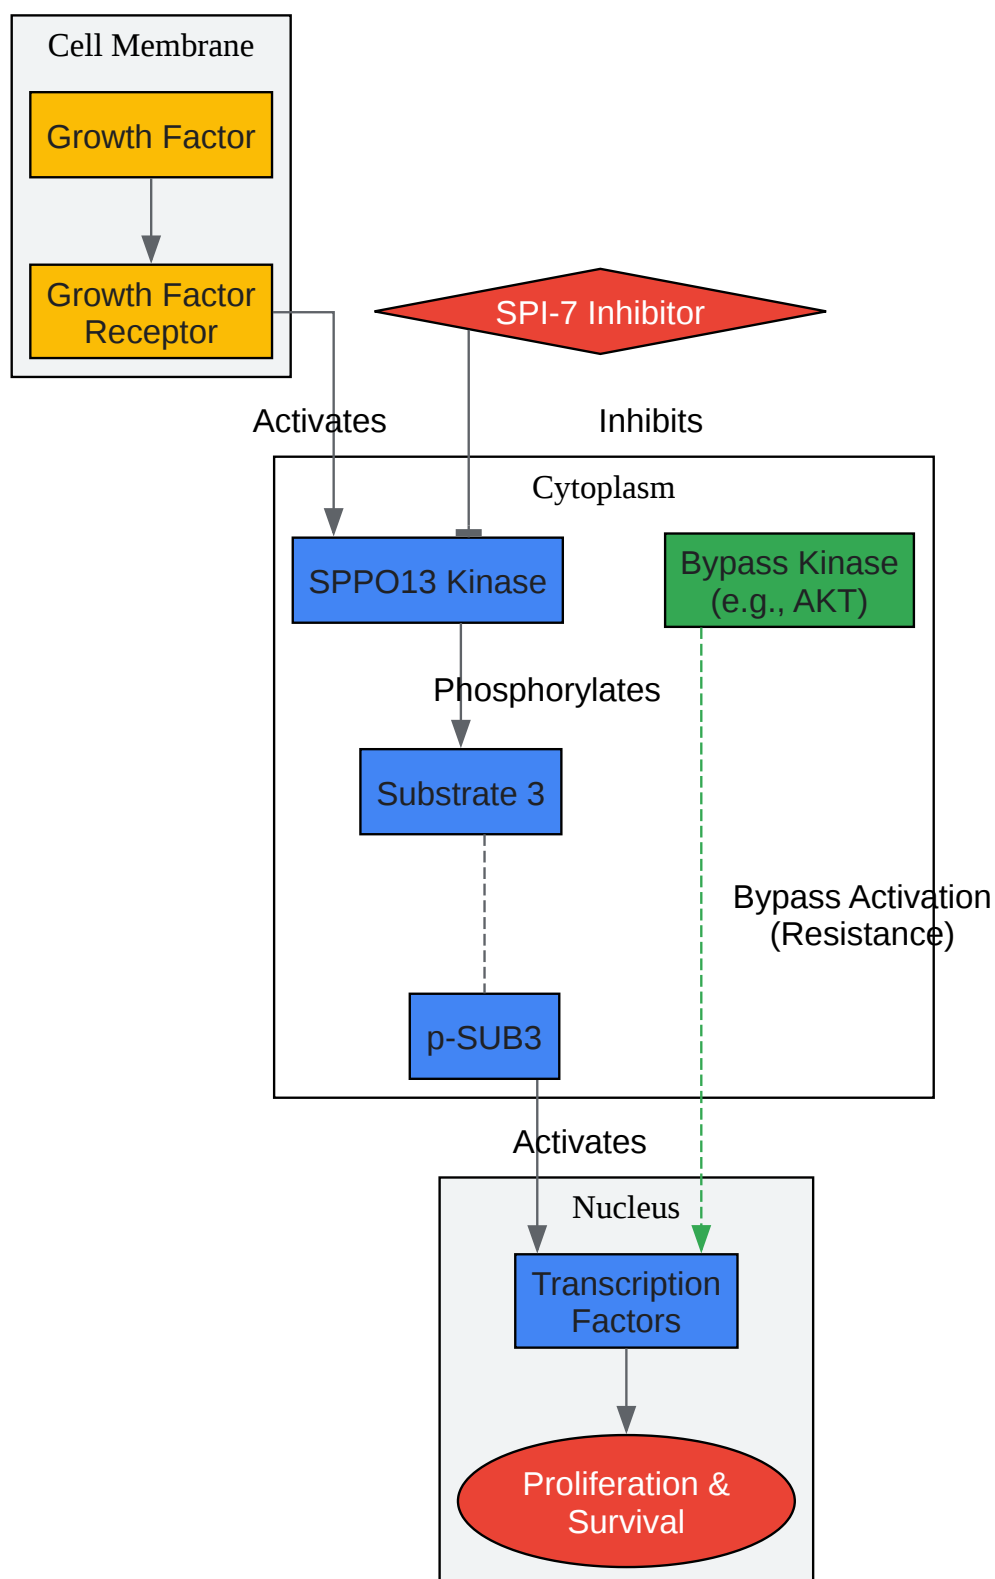 Cell Membrane
Growth Factor
Growth Factor
Receptor
SPI-7 Inhibitor
Activates
Inhibits
Cytoplasm
SPPO13 Kinase
Bypass Kinase
(e.g., AKT)
Phosphorylates
Substrate 3
Bypass Activation
(Resistance)
p-SUB3
Activates
Nucleus
Transcription
Factors
Proliferation &
Survival